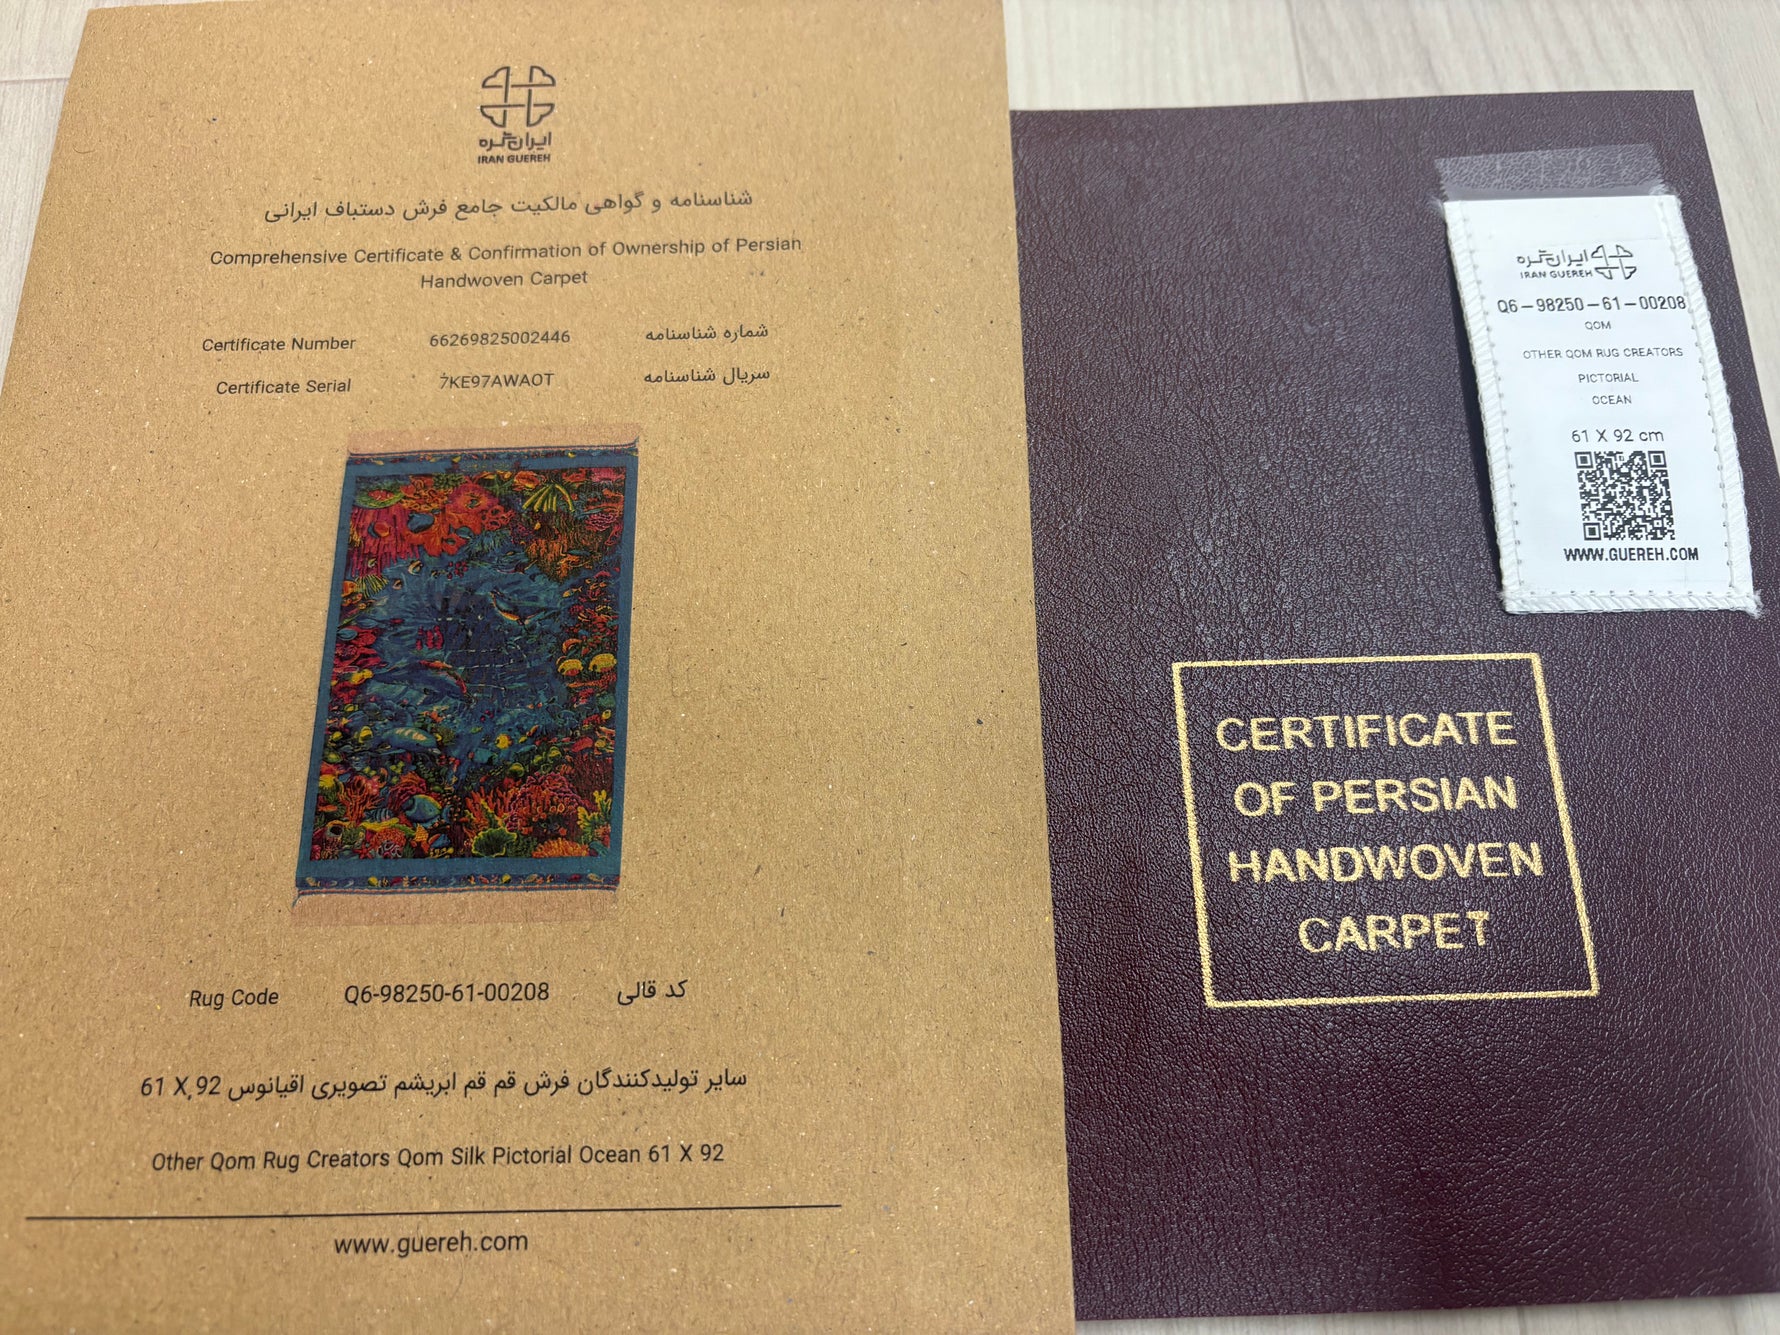 ایران گره
IRAN GUEREH
شناسنامه و گواهی مالکیت جامع فرش دستباف ایرانی
Comprehensive Certificate & Confirmation of Ownership of Persian
Handwoven Carpet
Certificate Number 66269825002446 شماره شناسنامه
Certificate Serial 7KE97AWAOT سریال شناسنامه
Rug Code Q6-98250-61-00208 کد قالی
سایر تولیدکنندگان فرش قم قم ابریشم تصویری اقیانوس 92 X 61
Other Qom Rug Creators Qom Silk Pictorial Ocean 61 X 92
www.guereh.com
ایران گره
IRAN GUEREH
Q6-98250-61-00208
QOM
OTHER QOM RUG CREATORS
PICTORIAL
OCEAN
61 X 92 cm
WWW.GUEREH.COM
CERTIFICATE
OF PERSIAN
HANDWOVEN
CARPET